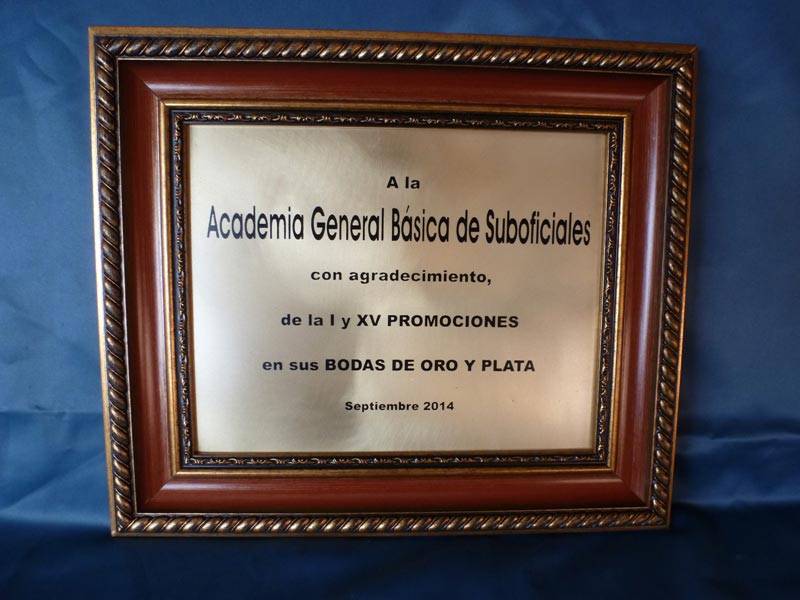 A la
Academia General Básica de Suboficiales
con agradecimiento,
de la I y XV PROMOCIONES
en sus BODAS DE ORO Y PLATA
Septiembre 2014